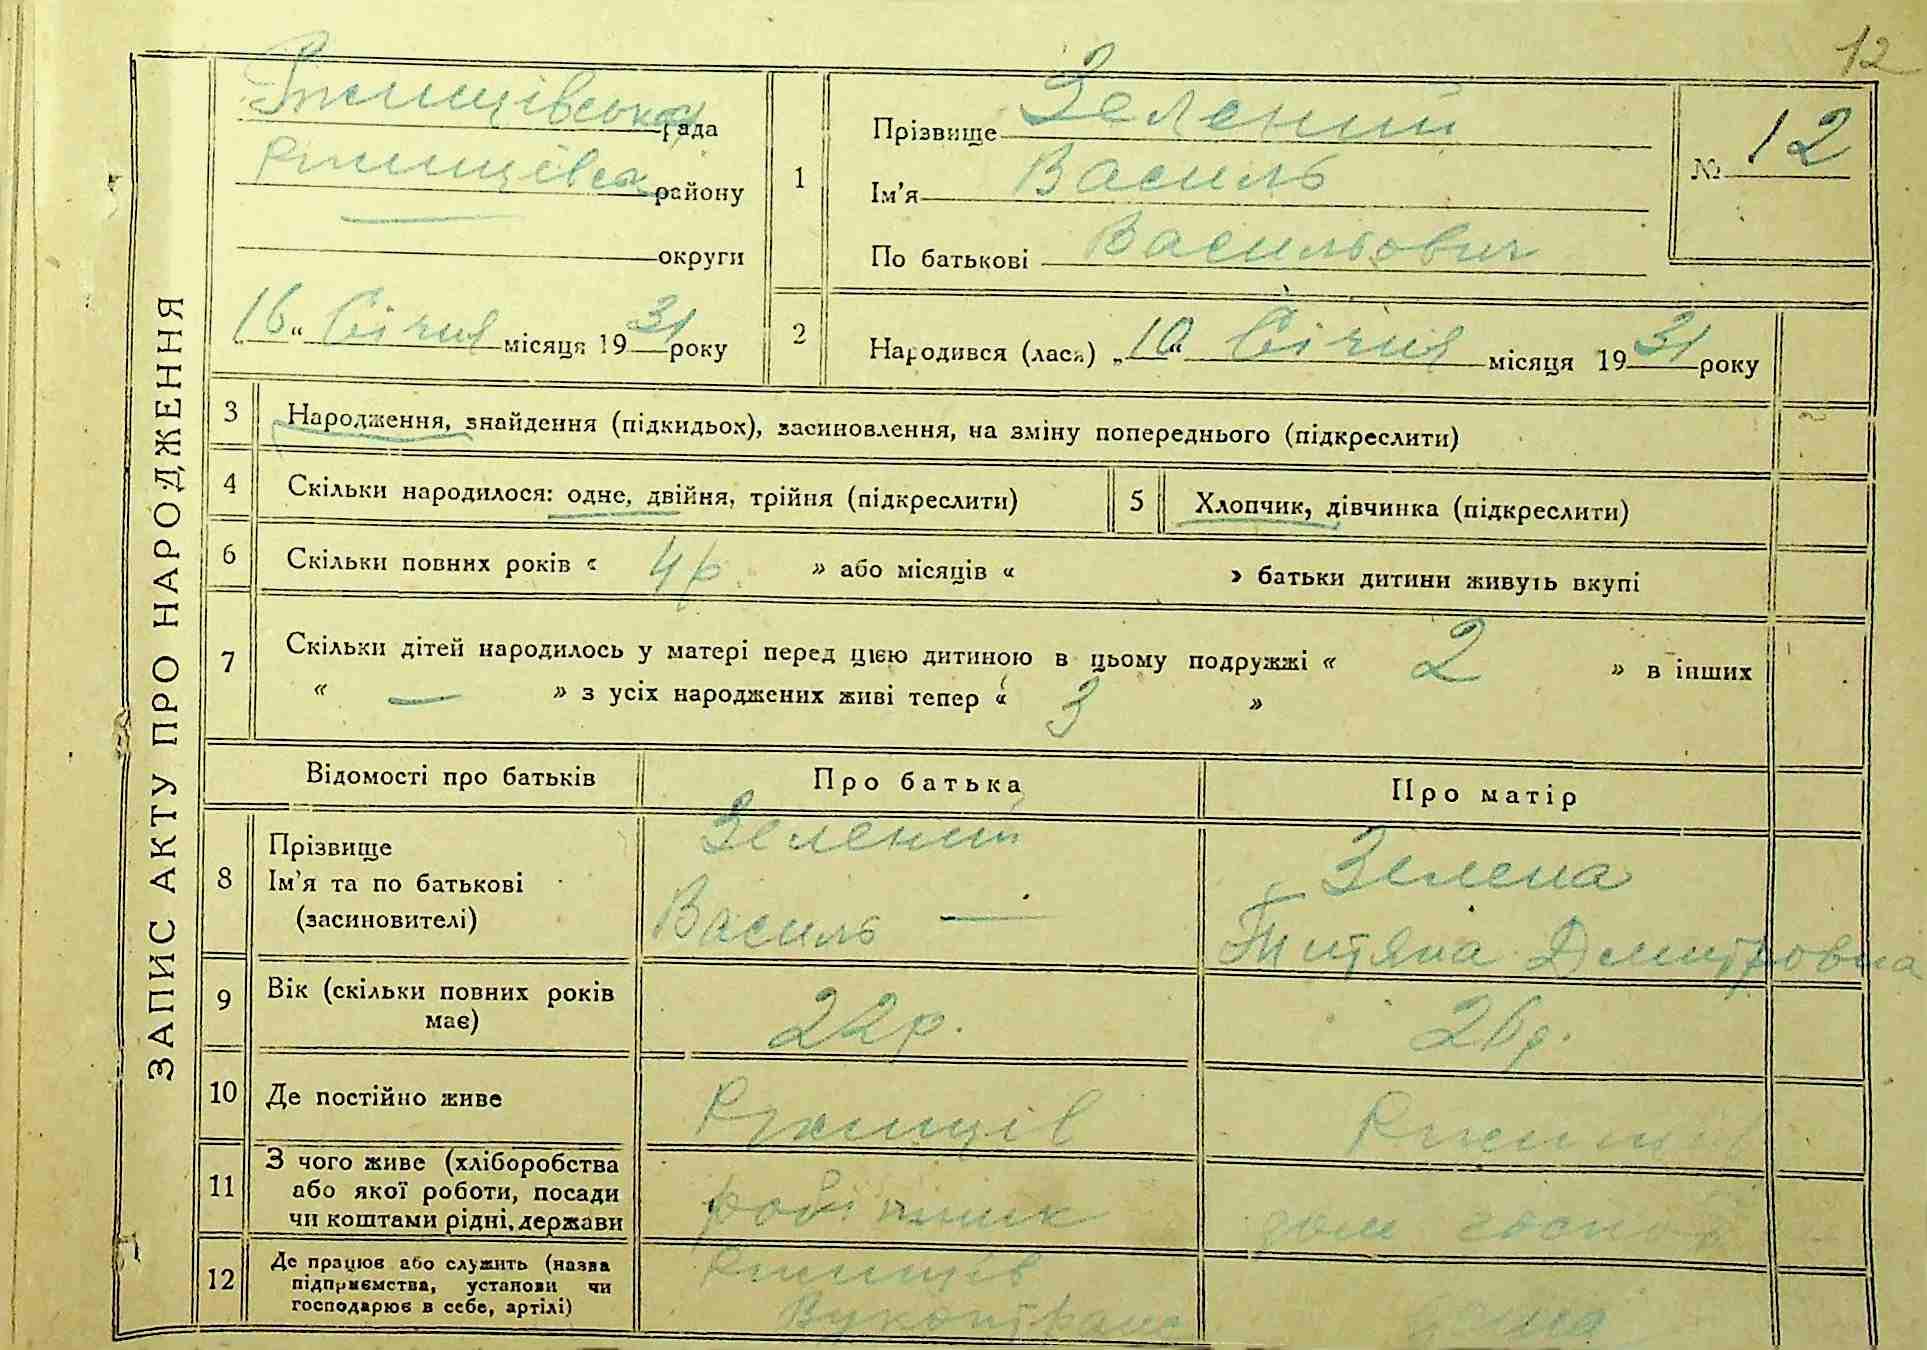 12
ЗАПИС АКТУ ПРО НАРОДЖЕННЯ
Ржищівська рада
Ржищівськ району
округи
„16“ Січня місяця 1931 року
1
Прізвище Зелений
Ім'я Василь
По батькові Васильович
№ 12
2
Народився (лася) „10“ Січня місяця 1931 року
3 Народження, знайдення (підкидьох), засиновлення, на зміну попереднього (підкреслити)
4 Скільки народилося: одне, двійня, трійня (підкреслити)
5 Хлопчик, дівчинка (підкреслити)
6 Скільки повних років « 4р. » або місяців « » батьки дитини живуть вкупі
7 Скільки дітей народилось у матері перед цією дитиною в цьому подружжі « 2 » в інших
« — » з усіх народжених живі тепер « 3 »
Відомості про батьків Про батька Про матір
8 Прізвище
Ім'я та по батькові
(засиновителі)
Зелений
Василь —
Зелена
Титяна Дмитровна
9 Вік (скільки повних років
має)
22р.
26р.
10 Де постійно живе Ржищів Ржищів
11 З чого живе (хліборобства
або якої роботи, посади
чи коштами рідні, держави
робітник
дом господ
12 Де працює або служить (назва
підприємства, установи чи
господарює в себе, артілі)
Ржищів